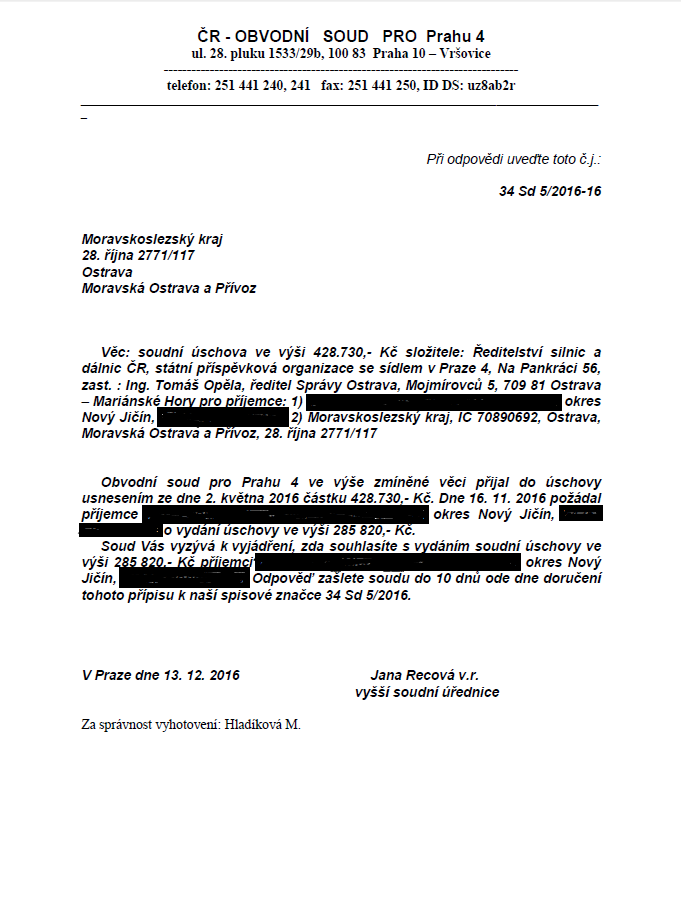 ČR - OBVODNÍ SOUD PRO Prahu 4
ul. 28. pluku 1533/29b, 100 83 Praha 10 – Vršovice
------------------------------------------------------------------------------
telefon: 251 441 240, 241 fax: 251 441 250, ID DS: uz8ab2r
Při odpovědi uveďte toto č.j.:
34 Sd 5/2016-16
Moravskoslezský kraj
28. října 2771/117
Ostrava
Moravská Ostrava a Přívoz
Věc: soudní úschova ve výši 428.730,- Kč složitele: Ředitelství silnic a
dálnic ČR, státní příspěvková organizace se sídlem v Praze 4, Na Pankráci 56,
zast. : Ing. Tomáš Opěla, ředitel Správy Ostrava, Mojmírovců 5, 709 81 Ostrava
– Mariánské Hory pro příjemce: 1) okres
Nový Jičín, 2) Moravskoslezský kraj, IC 70890692, Ostrava,
Moravská Ostrava a Přívoz, 28. října 2771/117
Obvodní soud pro Prahu 4 ve výše zmíněné věci přijal do úschovy
usnesením ze dne 2. května 2016 částku 428.730,- Kč. Dne 16. 11. 2016 požádal
příjemce okres Nový Jičín,
o vydání úschovy ve výši 285 820,- Kč.
Soud Vás vyzývá k vyjádření, zda souhlasíte s vydáním soudní úschovy ve
výši 285 820,- Kč příjemci okres Nový
Jičín, Odpověď zašlete soudu do 10 dnů ode dne doručení
tohoto přípisu k naší spisové značce 34 Sd 5/2016.
V Praze dne 13. 12. 2016 Jana Recová v.r.
vyšší soudní úřednice
Za správnost vyhotovení: Hladíková M.